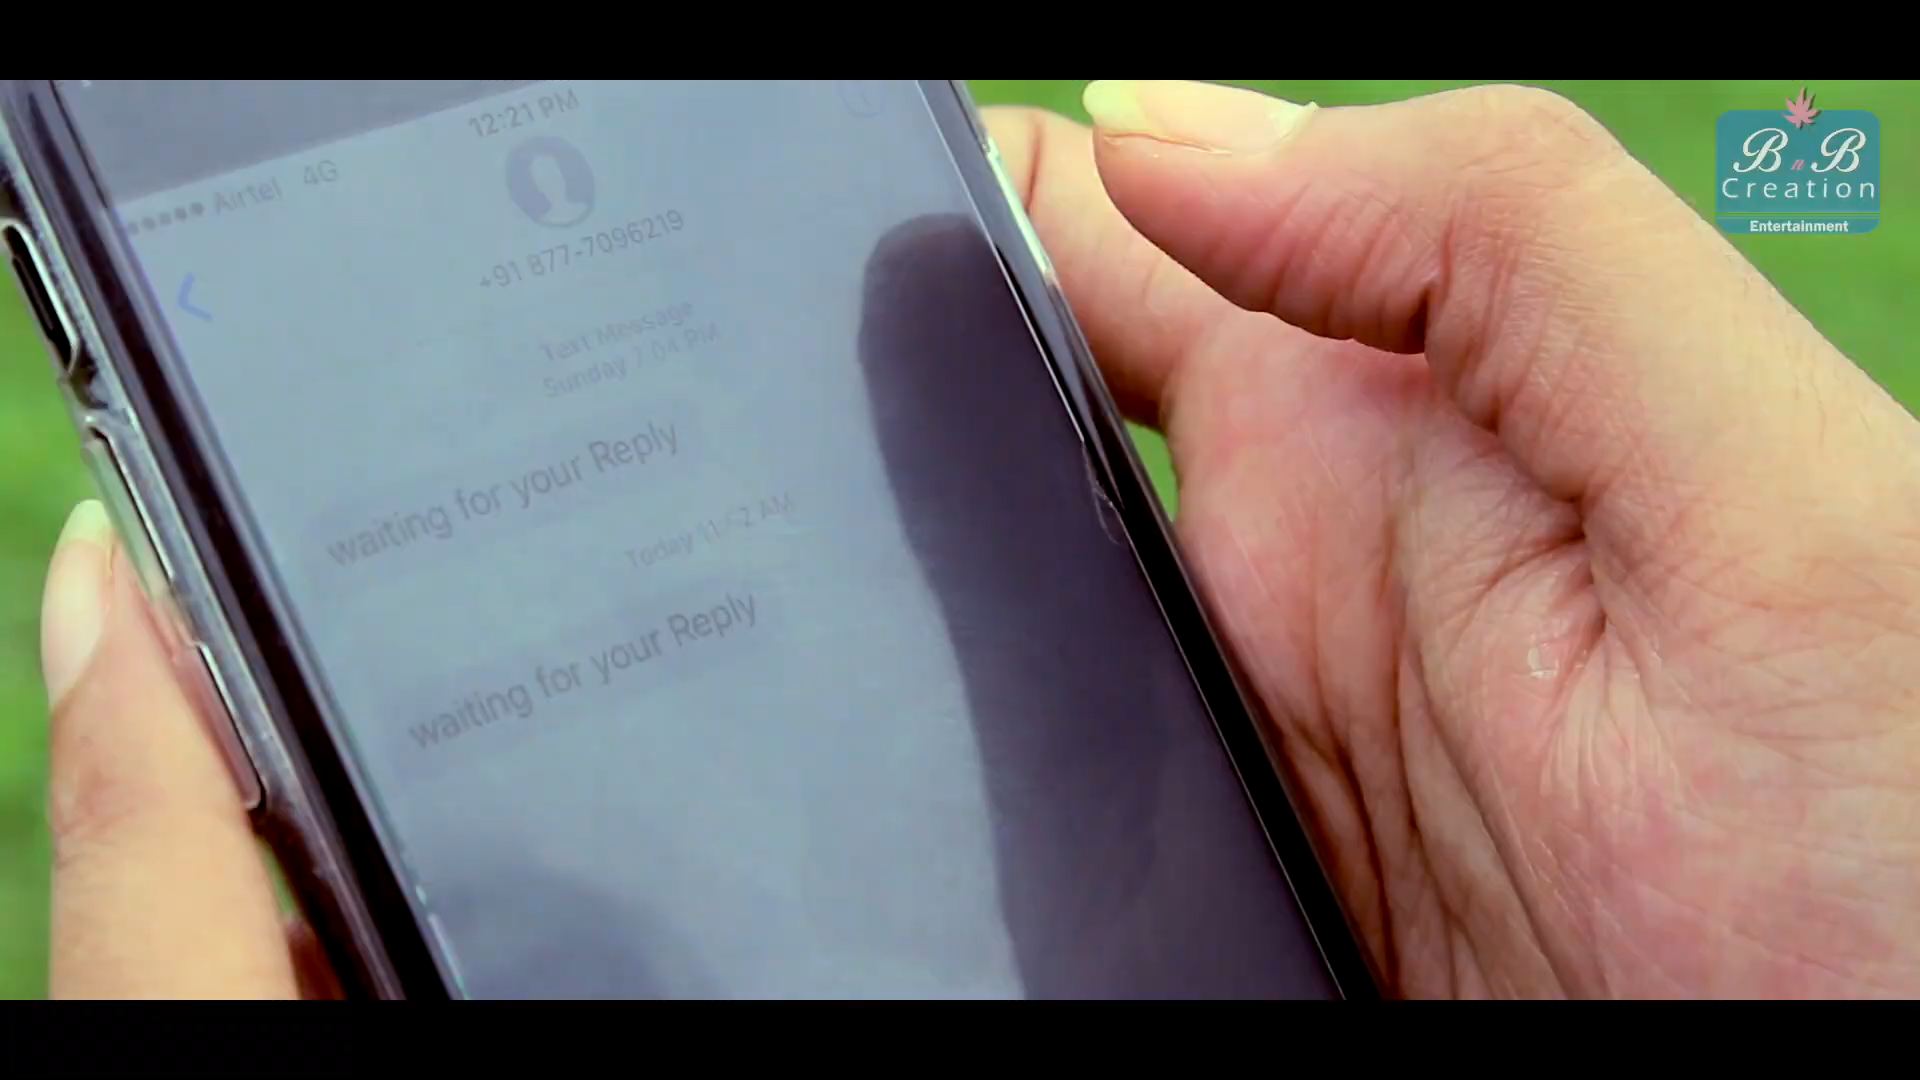 12:21 PM
Airtel 4G
+91 877-7096219
Text Message
Sunday 7:04 PM
waiting for your Reply
Today AM
waiting for your Reply
B n B
Creation
Entertainment